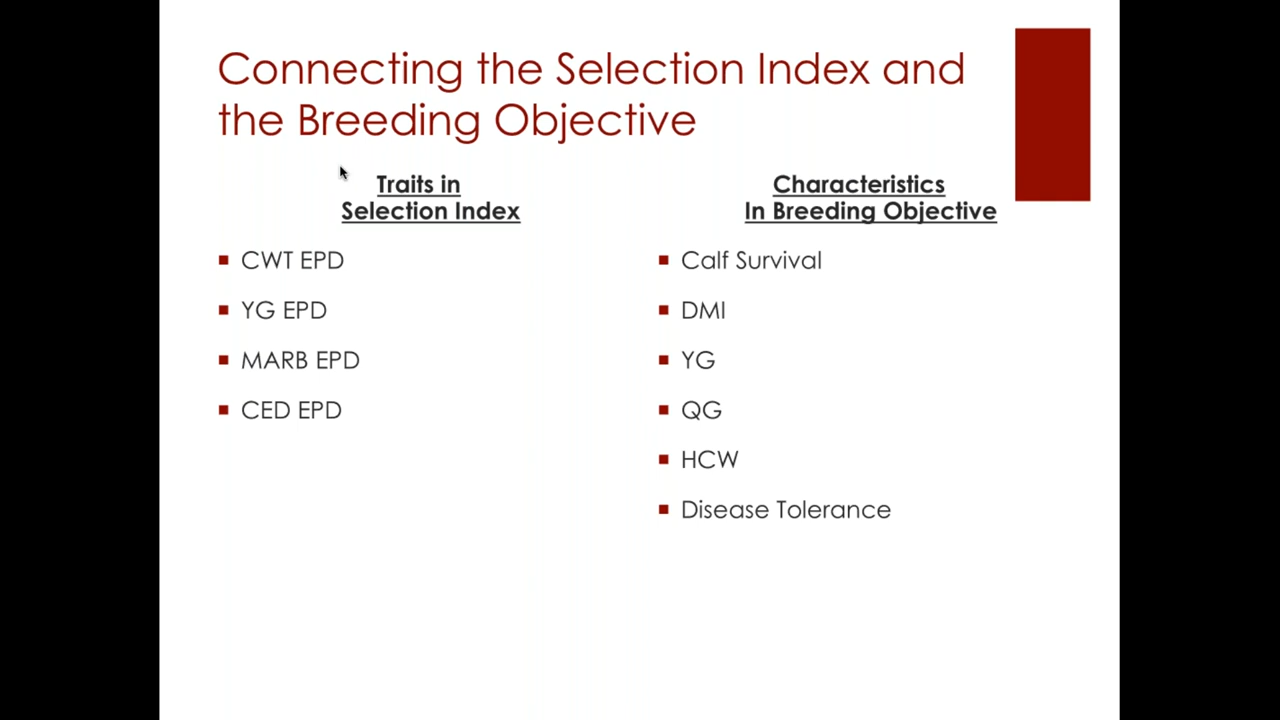 Connecting the Selection Index and
the Breeding Objective
Traits in
Selection Index
CWT EPD
YG EPD
MARB EPD
CED EPD
Characteristics
In Breeding Objective
Calf Survival
DMI
YG
QG
HCW
Disease Tolerance